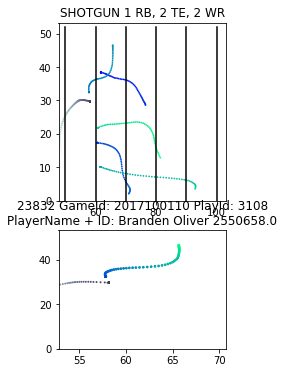 SHOTGUN 1 RB, 2 TE, 2 WR
50
40
30
20
10
0
60 80 100
23832 GameId: 2017100110 PlayId: 3108
PlayerName + ID: Branden Oliver 2550658.0
40
20
0
55 60 65 70